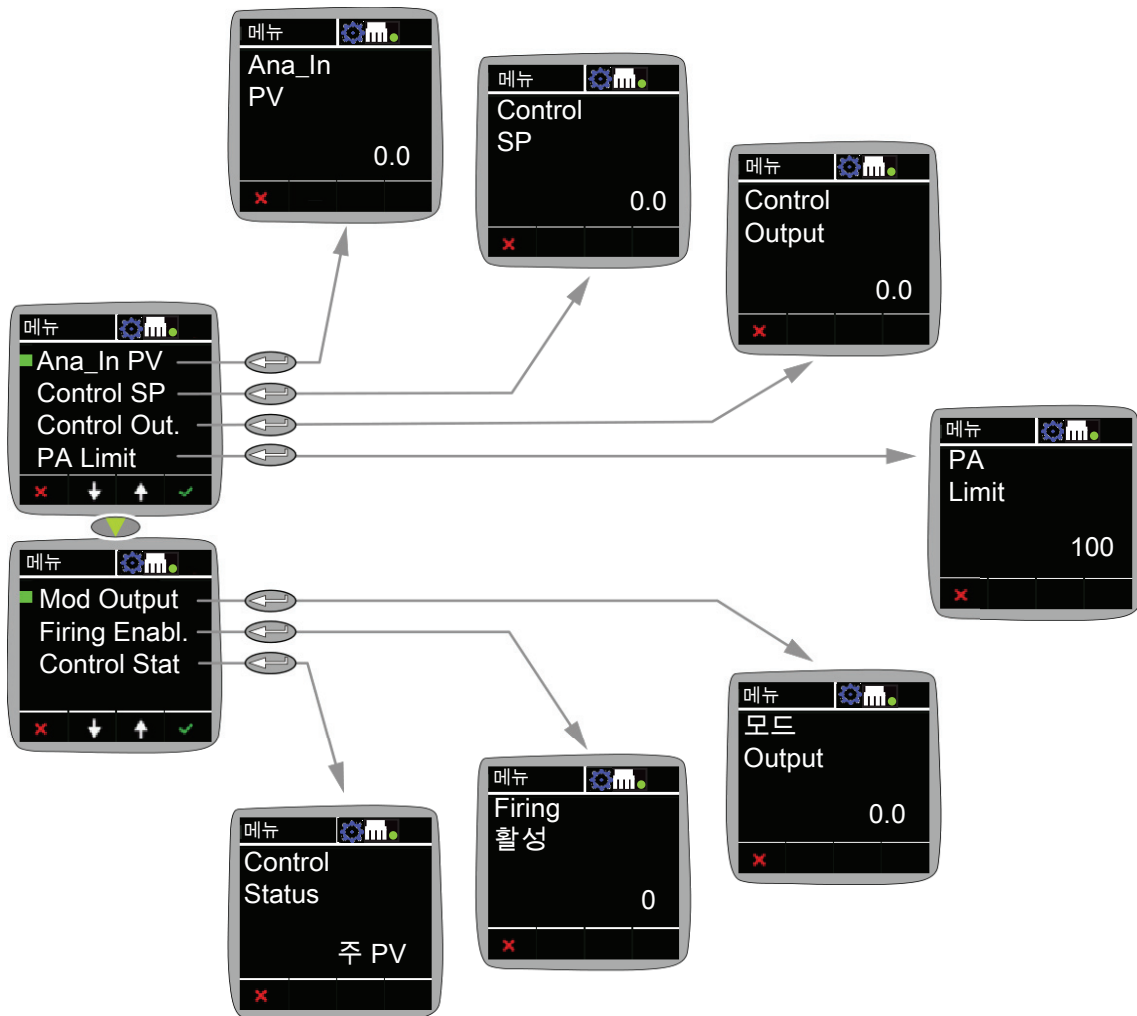 메뉴
Ana_In
PV
0.0
메뉴
Control
SP
0.0
메뉴
Control
Output
0.0
메뉴
Ana_In PV
Control SP
Control Out.
PA Limit
메뉴
PA
Limit
100
메뉴
Mod Output
Firing Enabl.
Control Stat
메뉴
모드
Output
0.0
메뉴
Firing
활성
0
메뉴
Control
Status
주 PV